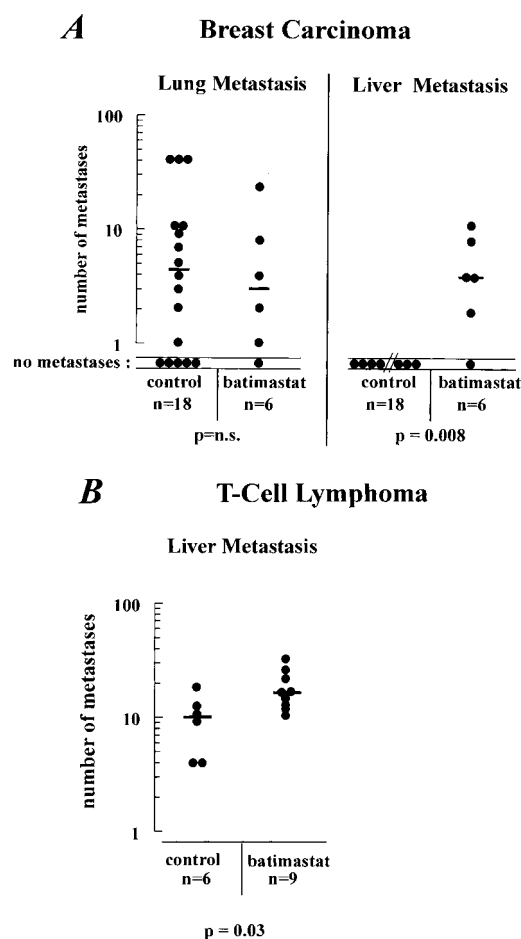 A Breast Carcinoma
Lung Metastasis
Liver Metastasis
number of metastases
100
10
1
no metastases :
control
n=18
batimastat
n=6
p=n.s.
control
n=18
batimastat
n=6
p = 0.008
B T-Cell Lymphoma
Liver Metastasis
number of metastases
100
10
1
control
n=6
batimastat
n=9
p = 0.03